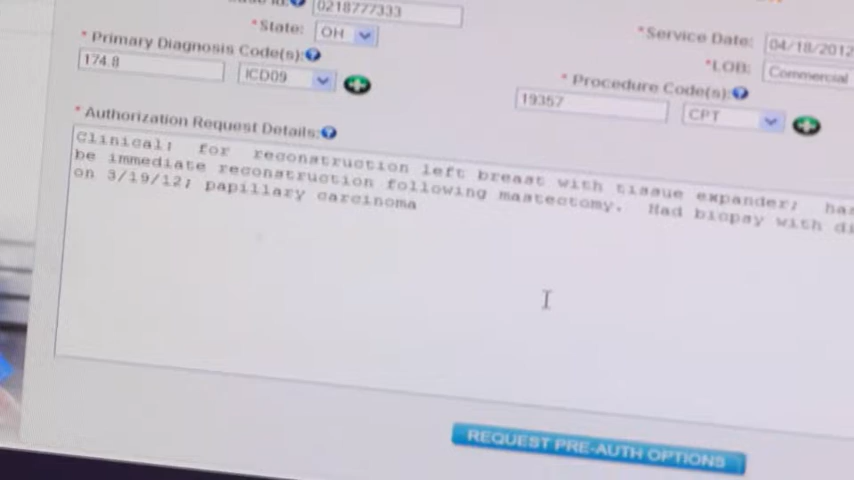 0218777333
*State: OH
*Service Date: 04/18/2012
* Primary Diagnosis Code(s):
*LOB: Commercial
174.8 ICD09
* Procedure Code(s):
19357 CPT
* Authorization Request Details:
Clinical: for reconstruction left breast with tissue expander; has
be immediate reconstruction following mastectomy. Had biopsy with di
on 3/19/12; papillary carcinoma
REQUEST PRE-AUTH OPTIONS